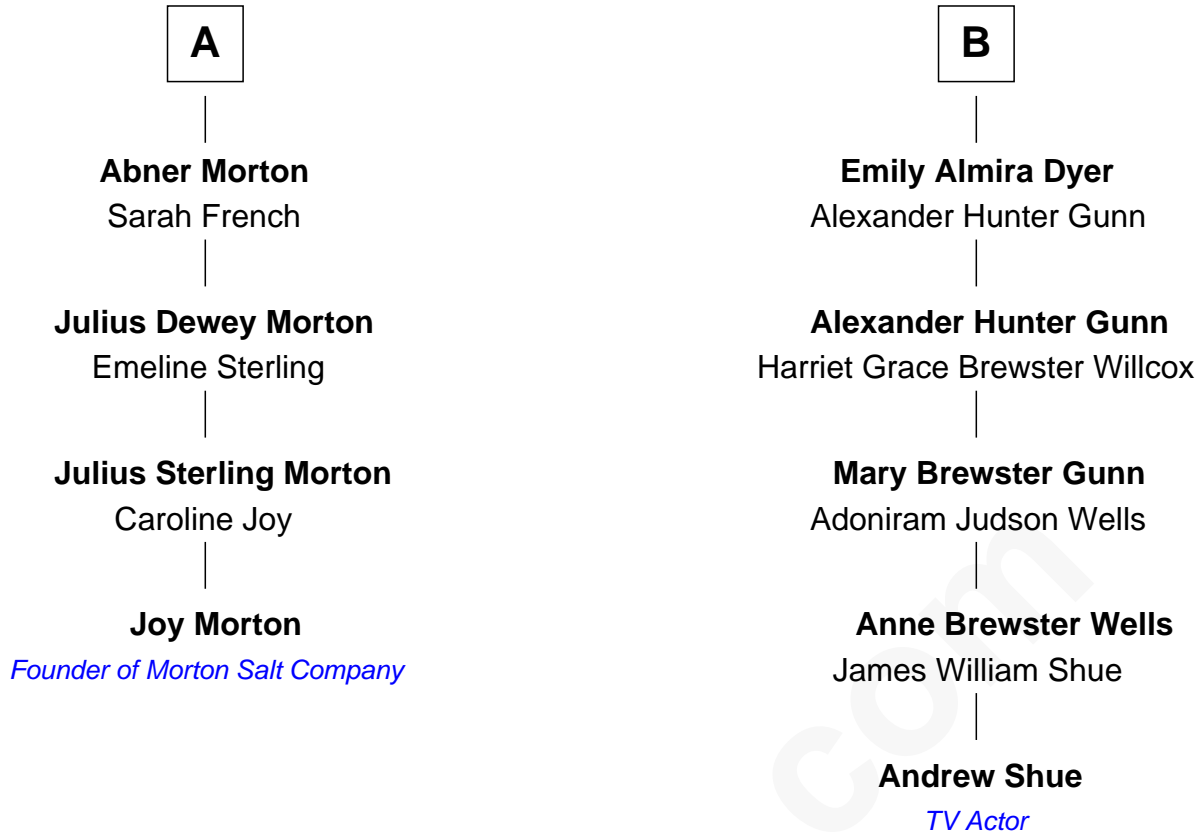 A
Abner Morton
Sarah French
Julius Dewey Morton
Emeline Sterling
Julius Sterling Morton
Caroline Joy
Joy Morton
Founder of Morton Salt Company
B
Emily Almira Dyer
Alexander Hunter Gunn
Alexander Hunter Gunn
Harriet Grace Brewster Willcox
Mary Brewster Gunn
Adoniram Judson Wells
Anne Brewster Wells
James William Shue
Andrew Shue
TV Actor
com